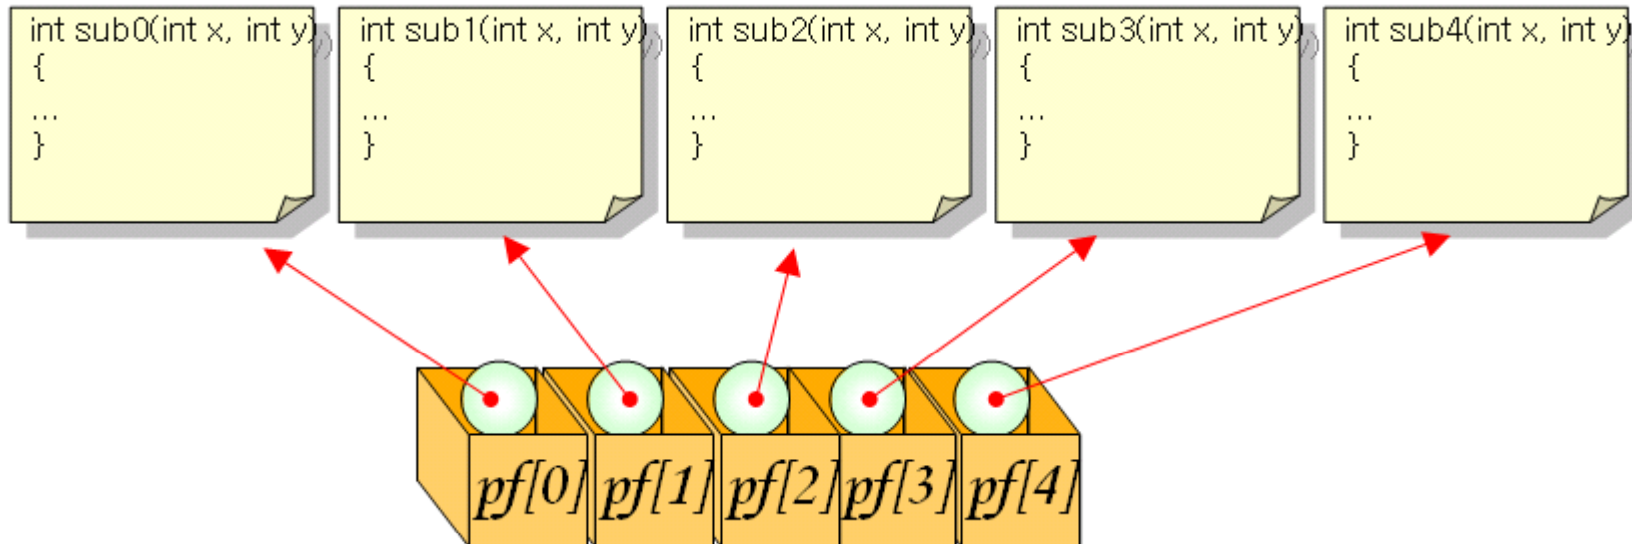 int sub0(int x, int y)
{
...
}
int sub1(int x, int y)
{
...
}
int sub2(int x, int y)
{
...
}
int sub3(int x, int y)
{
...
}
int sub4(int x, int y)
{
...
}
pf[0] pf[1] pf[2] pf[3] pf[4]